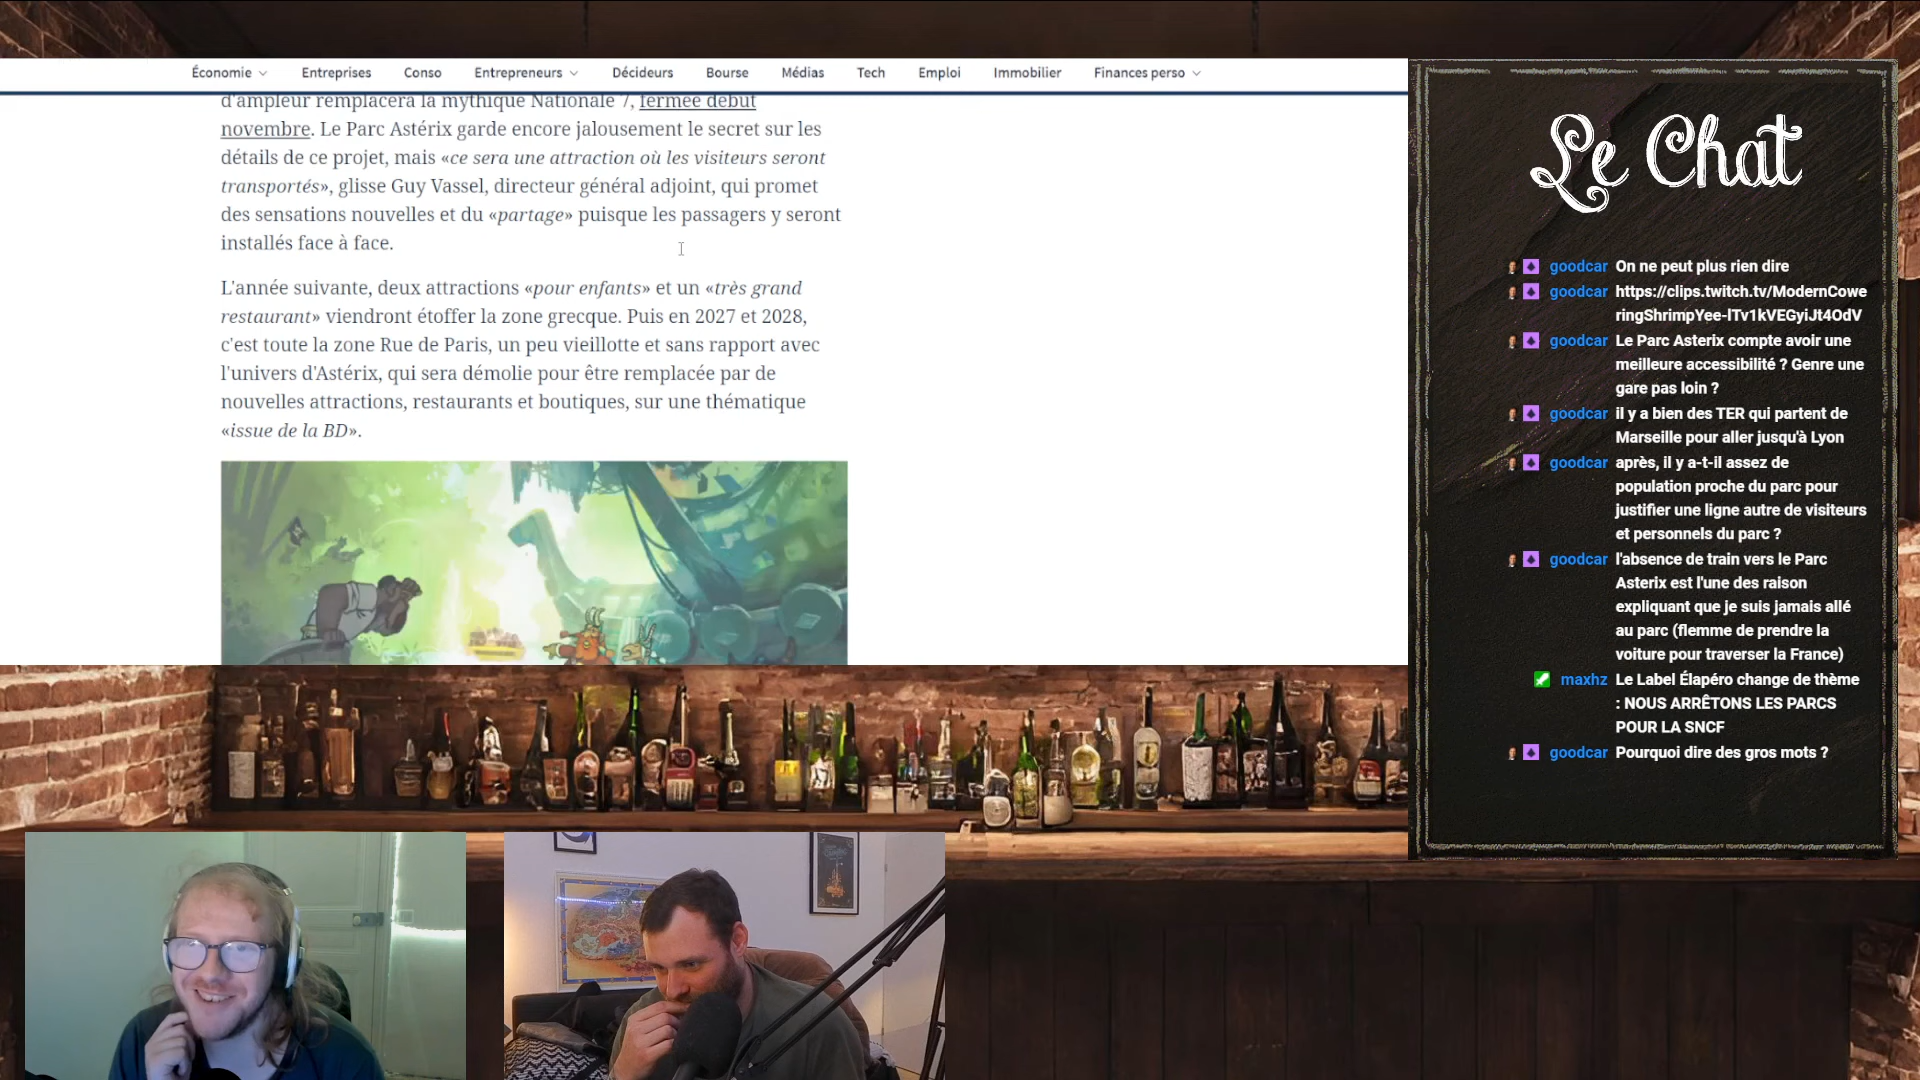 Économie
Entreprises
Conso
Entrepreneurs
Décideurs
Bourse
Médias
Tech
Emploi
Immobilier
Finances perso
d'ampleur remplacera la mythique Nationale 7, fermée début
novembre. Le Parc Astérix garde encore jalousement le secret sur les
détails de ce projet, mais «ce sera une attraction où les visiteurs seront
transportés», glisse Guy Vassel, directeur général adjoint, qui promet
des sensations nouvelles et du «partage» puisque les passagers y seront
installés face à face.
L'année suivante, deux attractions «pour enfants» et un «très grand
restaurant» viendront étoffer la zone grecque. Puis en 2027 et 2028,
c'est toute la zone Rue de Paris, un peu vieillotte et sans rapport avec
l'univers d'Astérix, qui sera démolie pour être remplacée par de
nouvelles attractions, restaurants et boutiques, sur une thématique
«issue de la BD».
Le Chat
goodcar On ne peut plus rien dire
goodcar https://clips.twitch.tv/ModernCowe
ringShrimpYee-lTv1kVEGyiJt4OdV
goodcar Le Parc Asterix compte avoir une
meilleure accessibilité ? Genre une
gare pas loin ?
goodcar il y a bien des TER qui partent de
Marseille pour aller jusqu'à Lyon
goodcar après, il y a-t-il assez de
population proche du parc pour
justifier une ligne autre de visiteurs
et personnels du parc ?
goodcar l'absence de train vers le Parc
Asterix est l'une des raison
expliquant que je suis jamais allé
au parc (flemme de prendre la
voiture pour traverser la France)
maxhz Le Label Élapéro change de thème
: NOUS ARRÊTONS LES PARCS
POUR LA SNCF
goodcar Pourquoi dire des gros mots ?